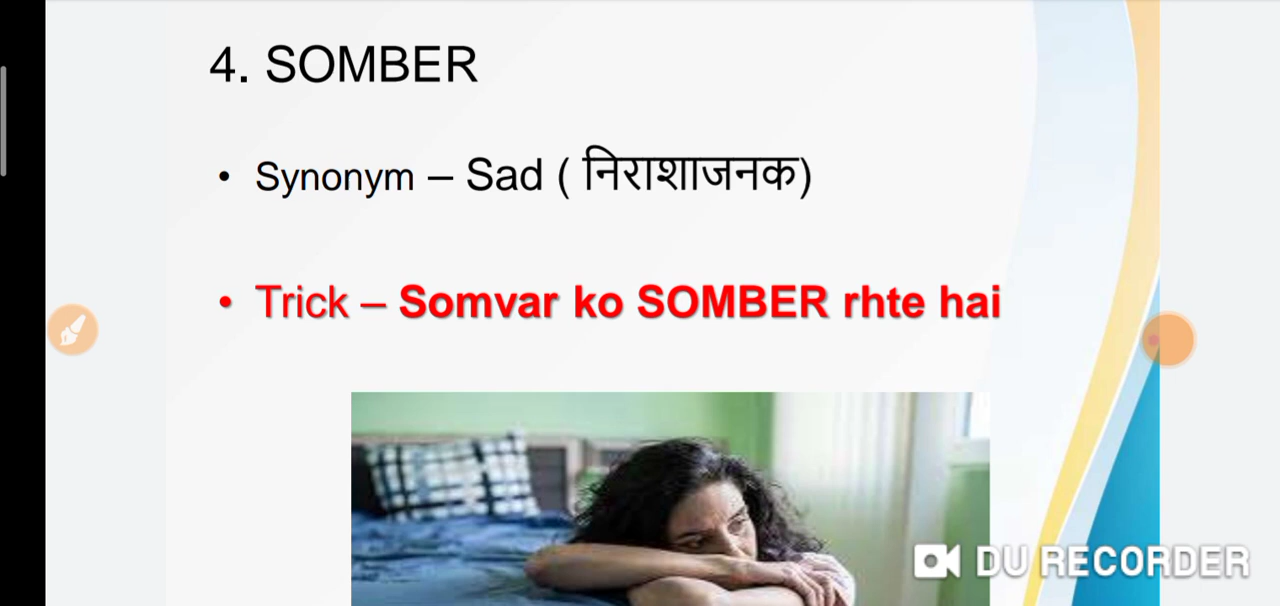 4. SOMBER
• Synonym – Sad ( निराशाजनक)
• Trick – Somvar ko SOMBER rhte hai
DU RECORDER